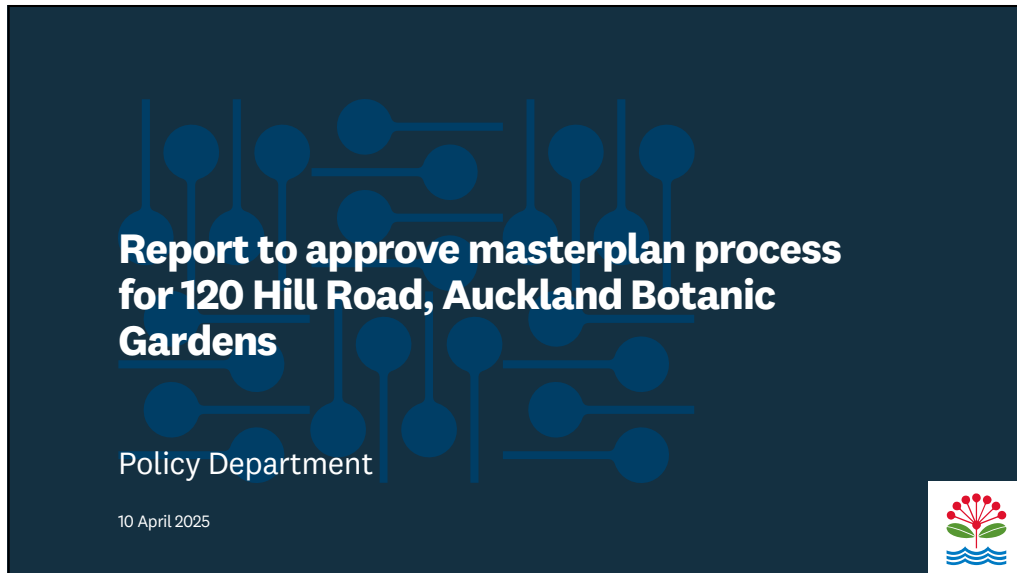 Report to approve masterplan process
for 120 Hill Road, Auckland Botanic
Gardens
Policy Department
10 April 2025